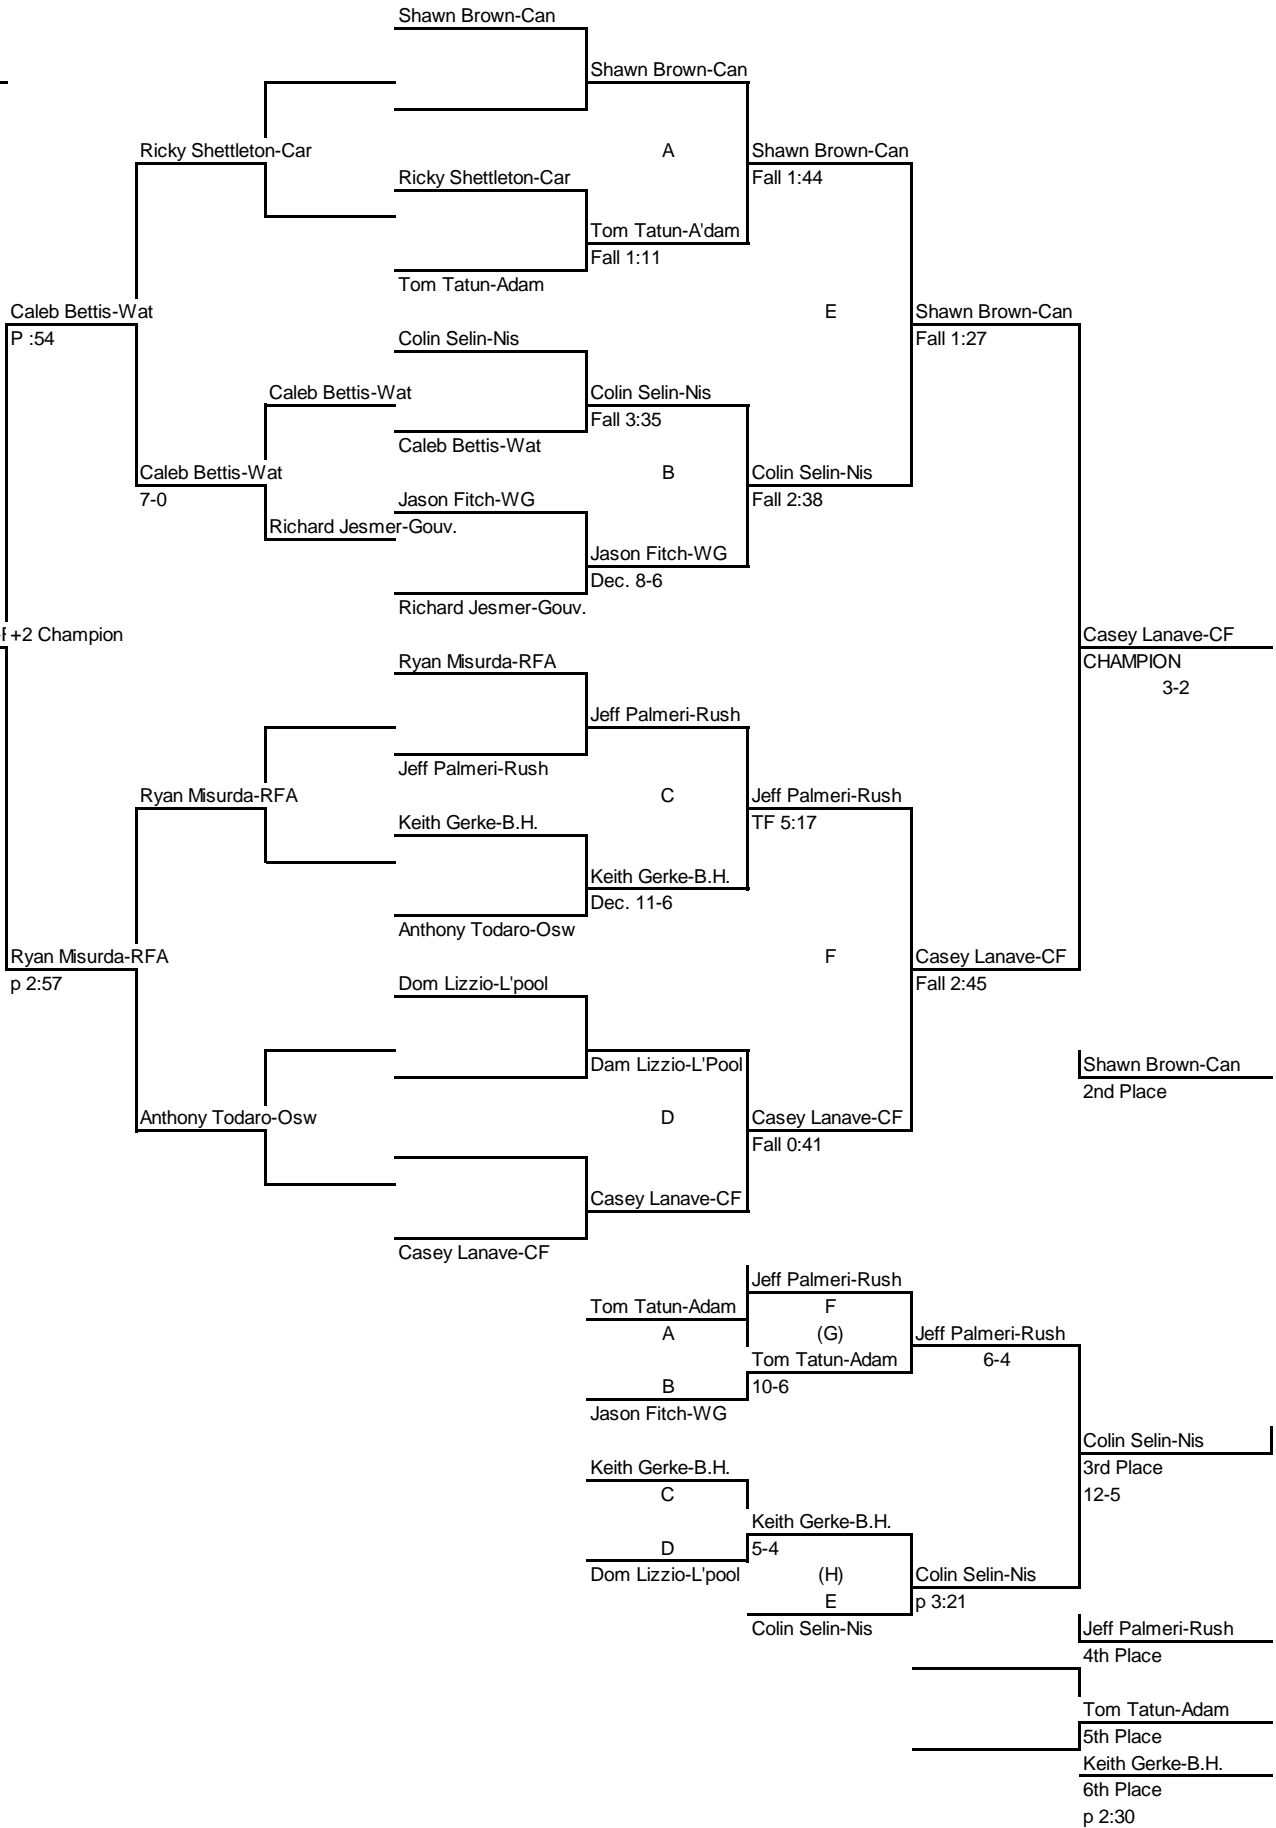 Shawn Brown-Can
Shawn Brown-Can
Ricky Shettleton-Car
A
Shawn Brown-Can
Ricky Shettleton-Car
Fall 1:44
Tom Tatun-A'dam
Fall 1:11
Tom Tatun-Adam
Caleb Bettis-Wat
E
Shawn Brown-Can
P :54
Colin Selin-Nis
Fall 1:27
Caleb Bettis-Wat
Colin Selin-Nis
Fall 3:35
Caleb Bettis-Wat
Caleb Bettis-Wat
B
Colin Selin-Nis
7-0
Jason Fitch-WG
Fall 2:38
Richard Jesmer-Gouv.
Jason Fitch-WG
Dec. 8-6
Richard Jesmer-Gouv.
+2 Champion
Casey Lanave-CF
Ryan Misurda-RFA
CHAMPION
3-2
Jeff Palmeri-Rush
Jeff Palmeri-Rush
Ryan Misurda-RFA
C
Jeff Palmeri-Rush
Keith Gerke-B.H.
TF 5:17
Keith Gerke-B.H.
Dec. 11-6
Anthony Todaro-Osw
Ryan Misurda-RFA
F
Casey Lanave-CF
p 2:57
Dom Lizzio-L'pool
Fall 2:45
Dam Lizzio-L'Pool
Shawn Brown-Can
2nd Place
Anthony Todaro-Osw
D
Casey Lanave-CF
Fall 0:41
Casey Lanave-CF
Casey Lanave-CF
Jeff Palmeri-Rush
Tom Tatun-Adam
F
A
(G)
Jeff Palmeri-Rush
Tom Tatun-Adam
6-4
B
10-6
Jason Fitch-WG
Colin Selin-Nis
Keith Gerke-B.H.
3rd Place
C
12-5
Keith Gerke-B.H.
D
5-4
Dom Lizzio-L'pool
(H)
Colin Selin-Nis
E
p 3:21
Colin Selin-Nis
Jeff Palmeri-Rush
4th Place
Tom Tatun-Adam
5th Place
Keith Gerke-B.H.
6th Place
p 2:30